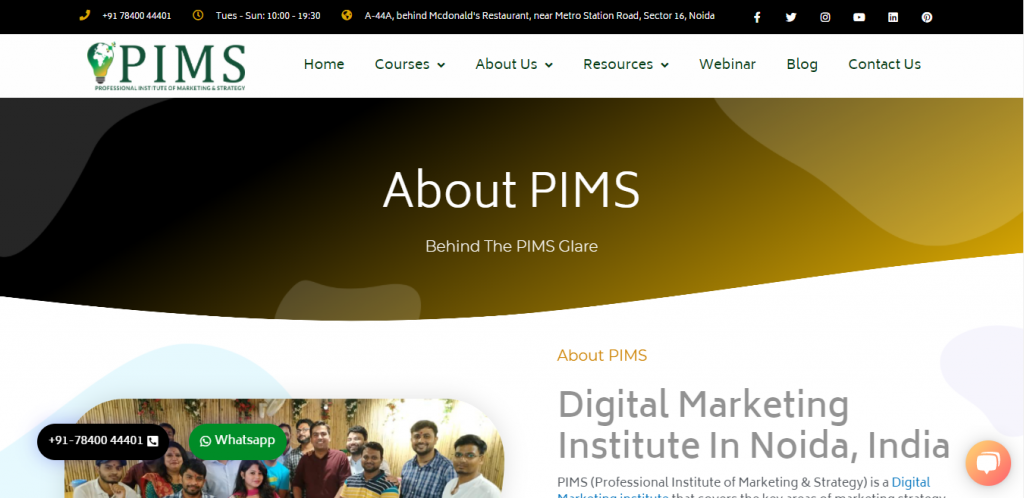 +91 78400 44401
Tues - Sun: 10:00 - 19:30
A-44A, behind Mcdonald's Restaurant, near Metro Station Road, Sector 16, Noida
PIMS
PROFESSIONAL INSTITUTE OF MARKETING & STRATEGY
Home
Courses
About Us
Resources
Webinar
Blog
Contact Us
About PIMS
Behind The PIMS Glare
About PIMS
Digital Marketing
Institute In Noida, India
PIMS (Professional Institute of Marketing & Strategy) is a Digital
Marketing institute that covers the key areas of marketing strategy
+91-78400 44401
Whatsapp